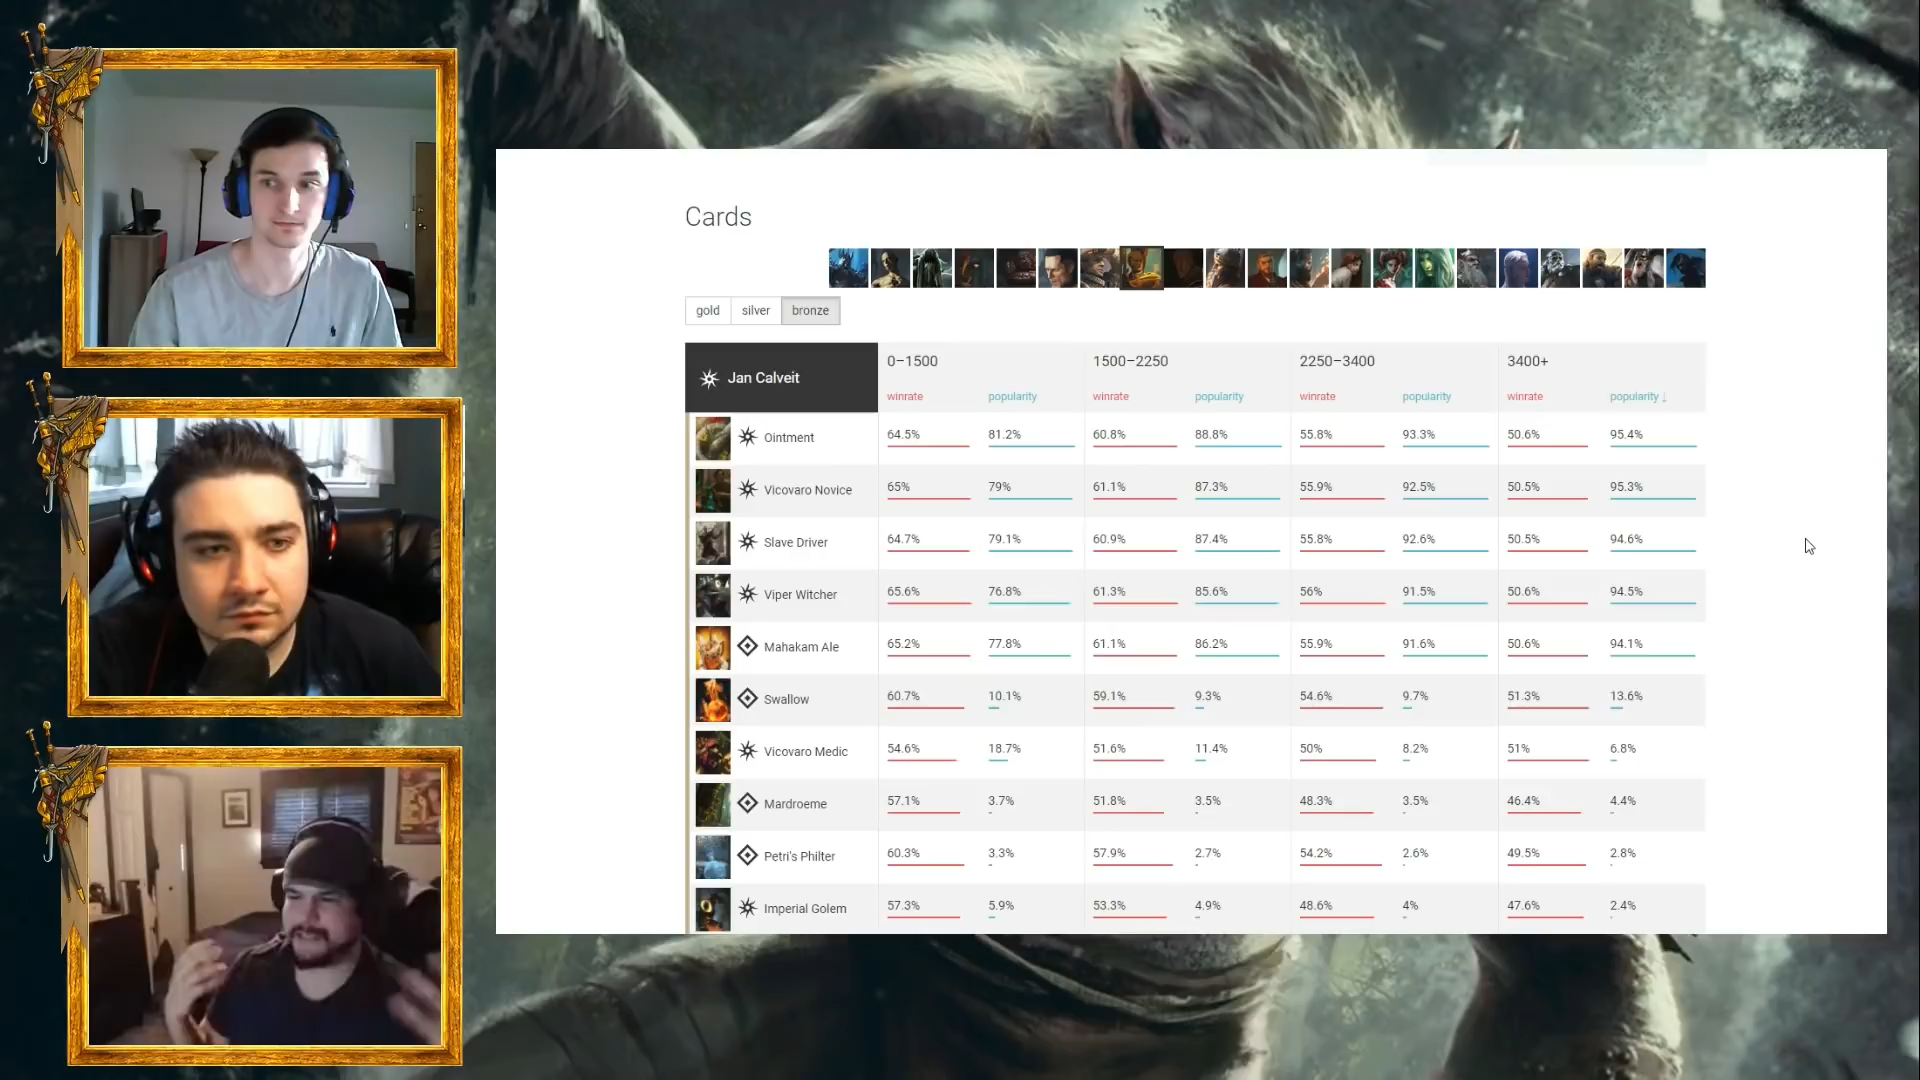 Cards
gold silver bronze
Jan Calveit 0–1500 1500–2250 2250–3400 3400+
winrate popularity winrate popularity winrate popularity winrate popularity ↓
Ointment 64.5% 81.2% 60.8% 88.8% 55.8% 93.3% 50.6% 95.4%
Vicovaro Novice 65% 79% 61.1% 87.3% 55.9% 92.5% 50.5% 95.3%
Slave Driver 64.7% 79.1% 60.9% 87.4% 55.8% 92.6% 50.5% 94.6%
Viper Witcher 65.6% 76.8% 61.3% 85.6% 56% 91.5% 50.6% 94.5%
Mahakam Ale 65.2% 77.8% 61.1% 86.2% 55.9% 91.6% 50.6% 94.1%
Swallow 60.7% 10.1% 59.1% 9.3% 54.6% 9.7% 51.3% 13.6%
Vicovaro Medic 54.6% 18.7% 51.6% 11.4% 50% 8.2% 51% 6.8%
Mardroeme 57.1% 3.7% 51.8% 3.5% 48.3% 3.5% 46.4% 4.4%
Petri's Philter 60.3% 3.3% 57.9% 2.7% 54.2% 2.6% 49.5% 2.8%
Imperial Golem 57.3% 5.9% 53.3% 4.9% 48.6% 4% 47.6% 2.4%